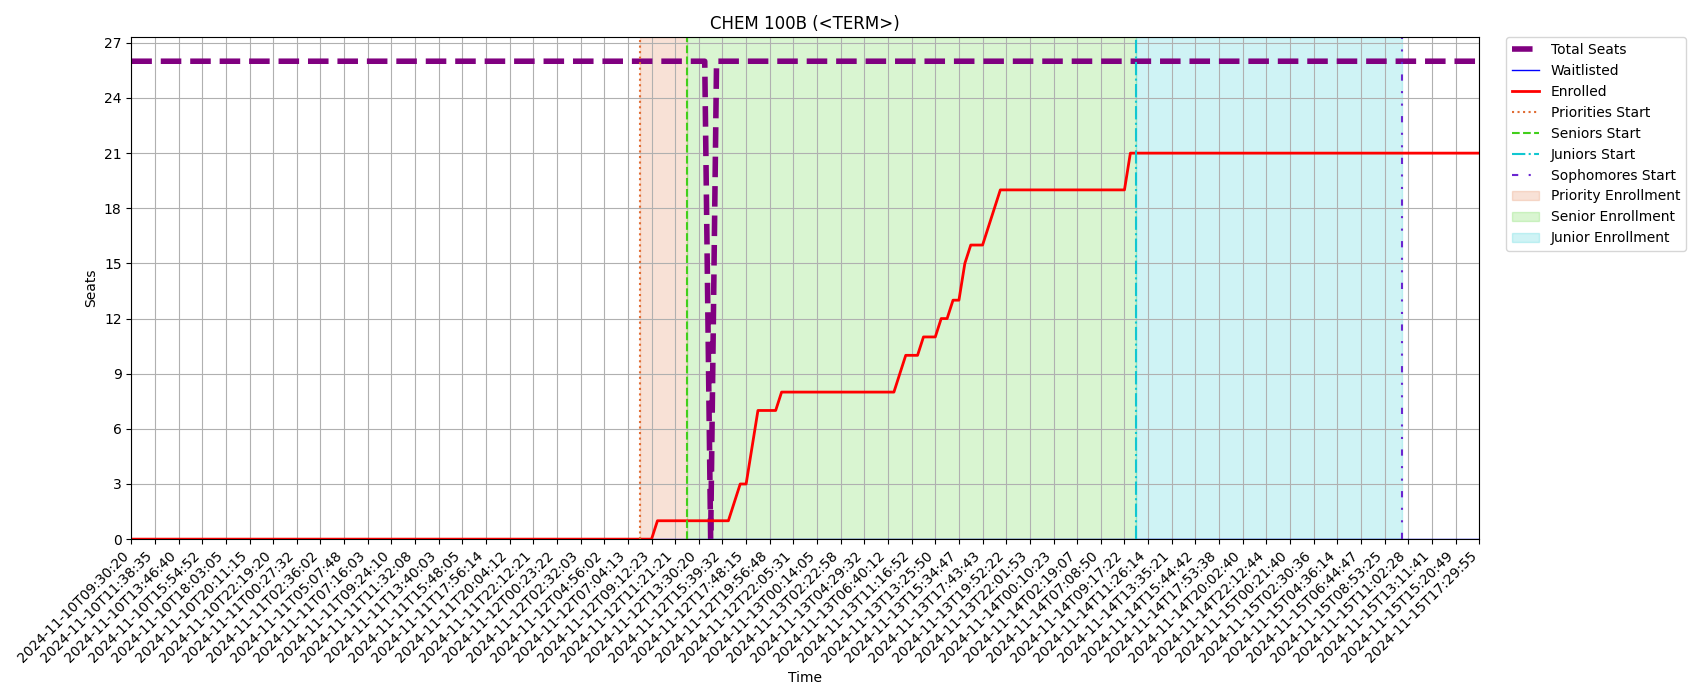 CHEM 100B (<TERM>)
27
24
21
18
15
12
9
6
3
0
Seats
2024-11-10T09:30:20
2024-11-10T11:38:35
2024-11-10T13:46:40
2024-11-10T15:54:52
2024-11-10T18:03:05
2024-11-10T20:11:15
2024-11-10T22:19:20
2024-11-11T00:27:32
2024-11-11T02:36:02
2024-11-11T05:07:48
2024-11-11T07:16:03
2024-11-11T09:24:10
2024-11-11T11:32:08
2024-11-11T13:40:03
2024-11-11T15:48:05
2024-11-11T17:56:14
2024-11-11T20:04:12
2024-11-11T22:12:21
2024-11-12T00:23:22
2024-11-12T02:32:03
2024-11-12T04:56:02
2024-11-12T07:04:13
2024-11-12T09:12:23
2024-11-12T11:21:21
2024-11-12T13:30:20
2024-11-12T15:39:32
2024-11-12T17:48:15
2024-11-12T19:56:48
2024-11-12T22:05:31
2024-11-13T00:14:05
2024-11-13T02:22:58
2024-11-13T04:29:32
2024-11-13T06:40:12
2024-11-13T11:16:52
2024-11-13T13:25:50
2024-11-13T15:34:47
2024-11-13T17:43:43
2024-11-13T19:52:22
2024-11-13T22:01:53
2024-11-14T00:10:23
2024-11-14T02:19:07
2024-11-14T07:08:50
2024-11-14T09:17:22
2024-11-14T11:26:14
2024-11-14T13:35:21
2024-11-14T15:44:42
2024-11-14T17:53:38
2024-11-14T20:02:40
2024-11-14T22:12:44
2024-11-15T00:21:40
2024-11-15T02:30:36
2024-11-15T04:36:14
2024-11-15T06:44:47
2024-11-15T08:53:25
2024-11-15T11:02:28
2024-11-15T13:11:41
2024-11-15T15:20:49
2024-11-15T17:29:55
Time
Total Seats
Waitlisted
Enrolled
Priorities Start
Seniors Start
Juniors Start
Sophomores Start
Priority Enrollment
Senior Enrollment
Junior Enrollment